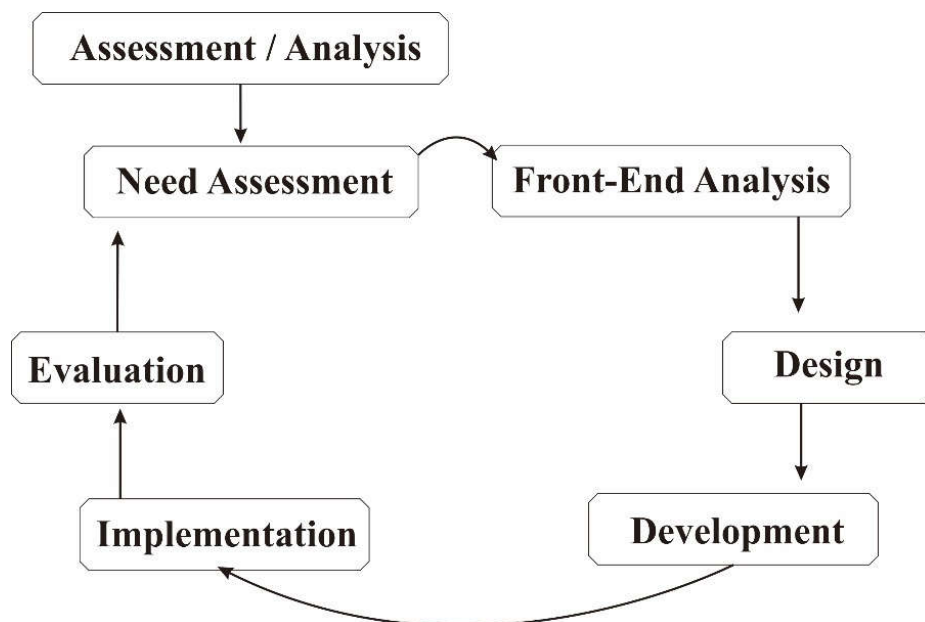 Assessment / Analysis
Need Assessment
Front-End Analysis
Evaluation
Design
Implementation
Development